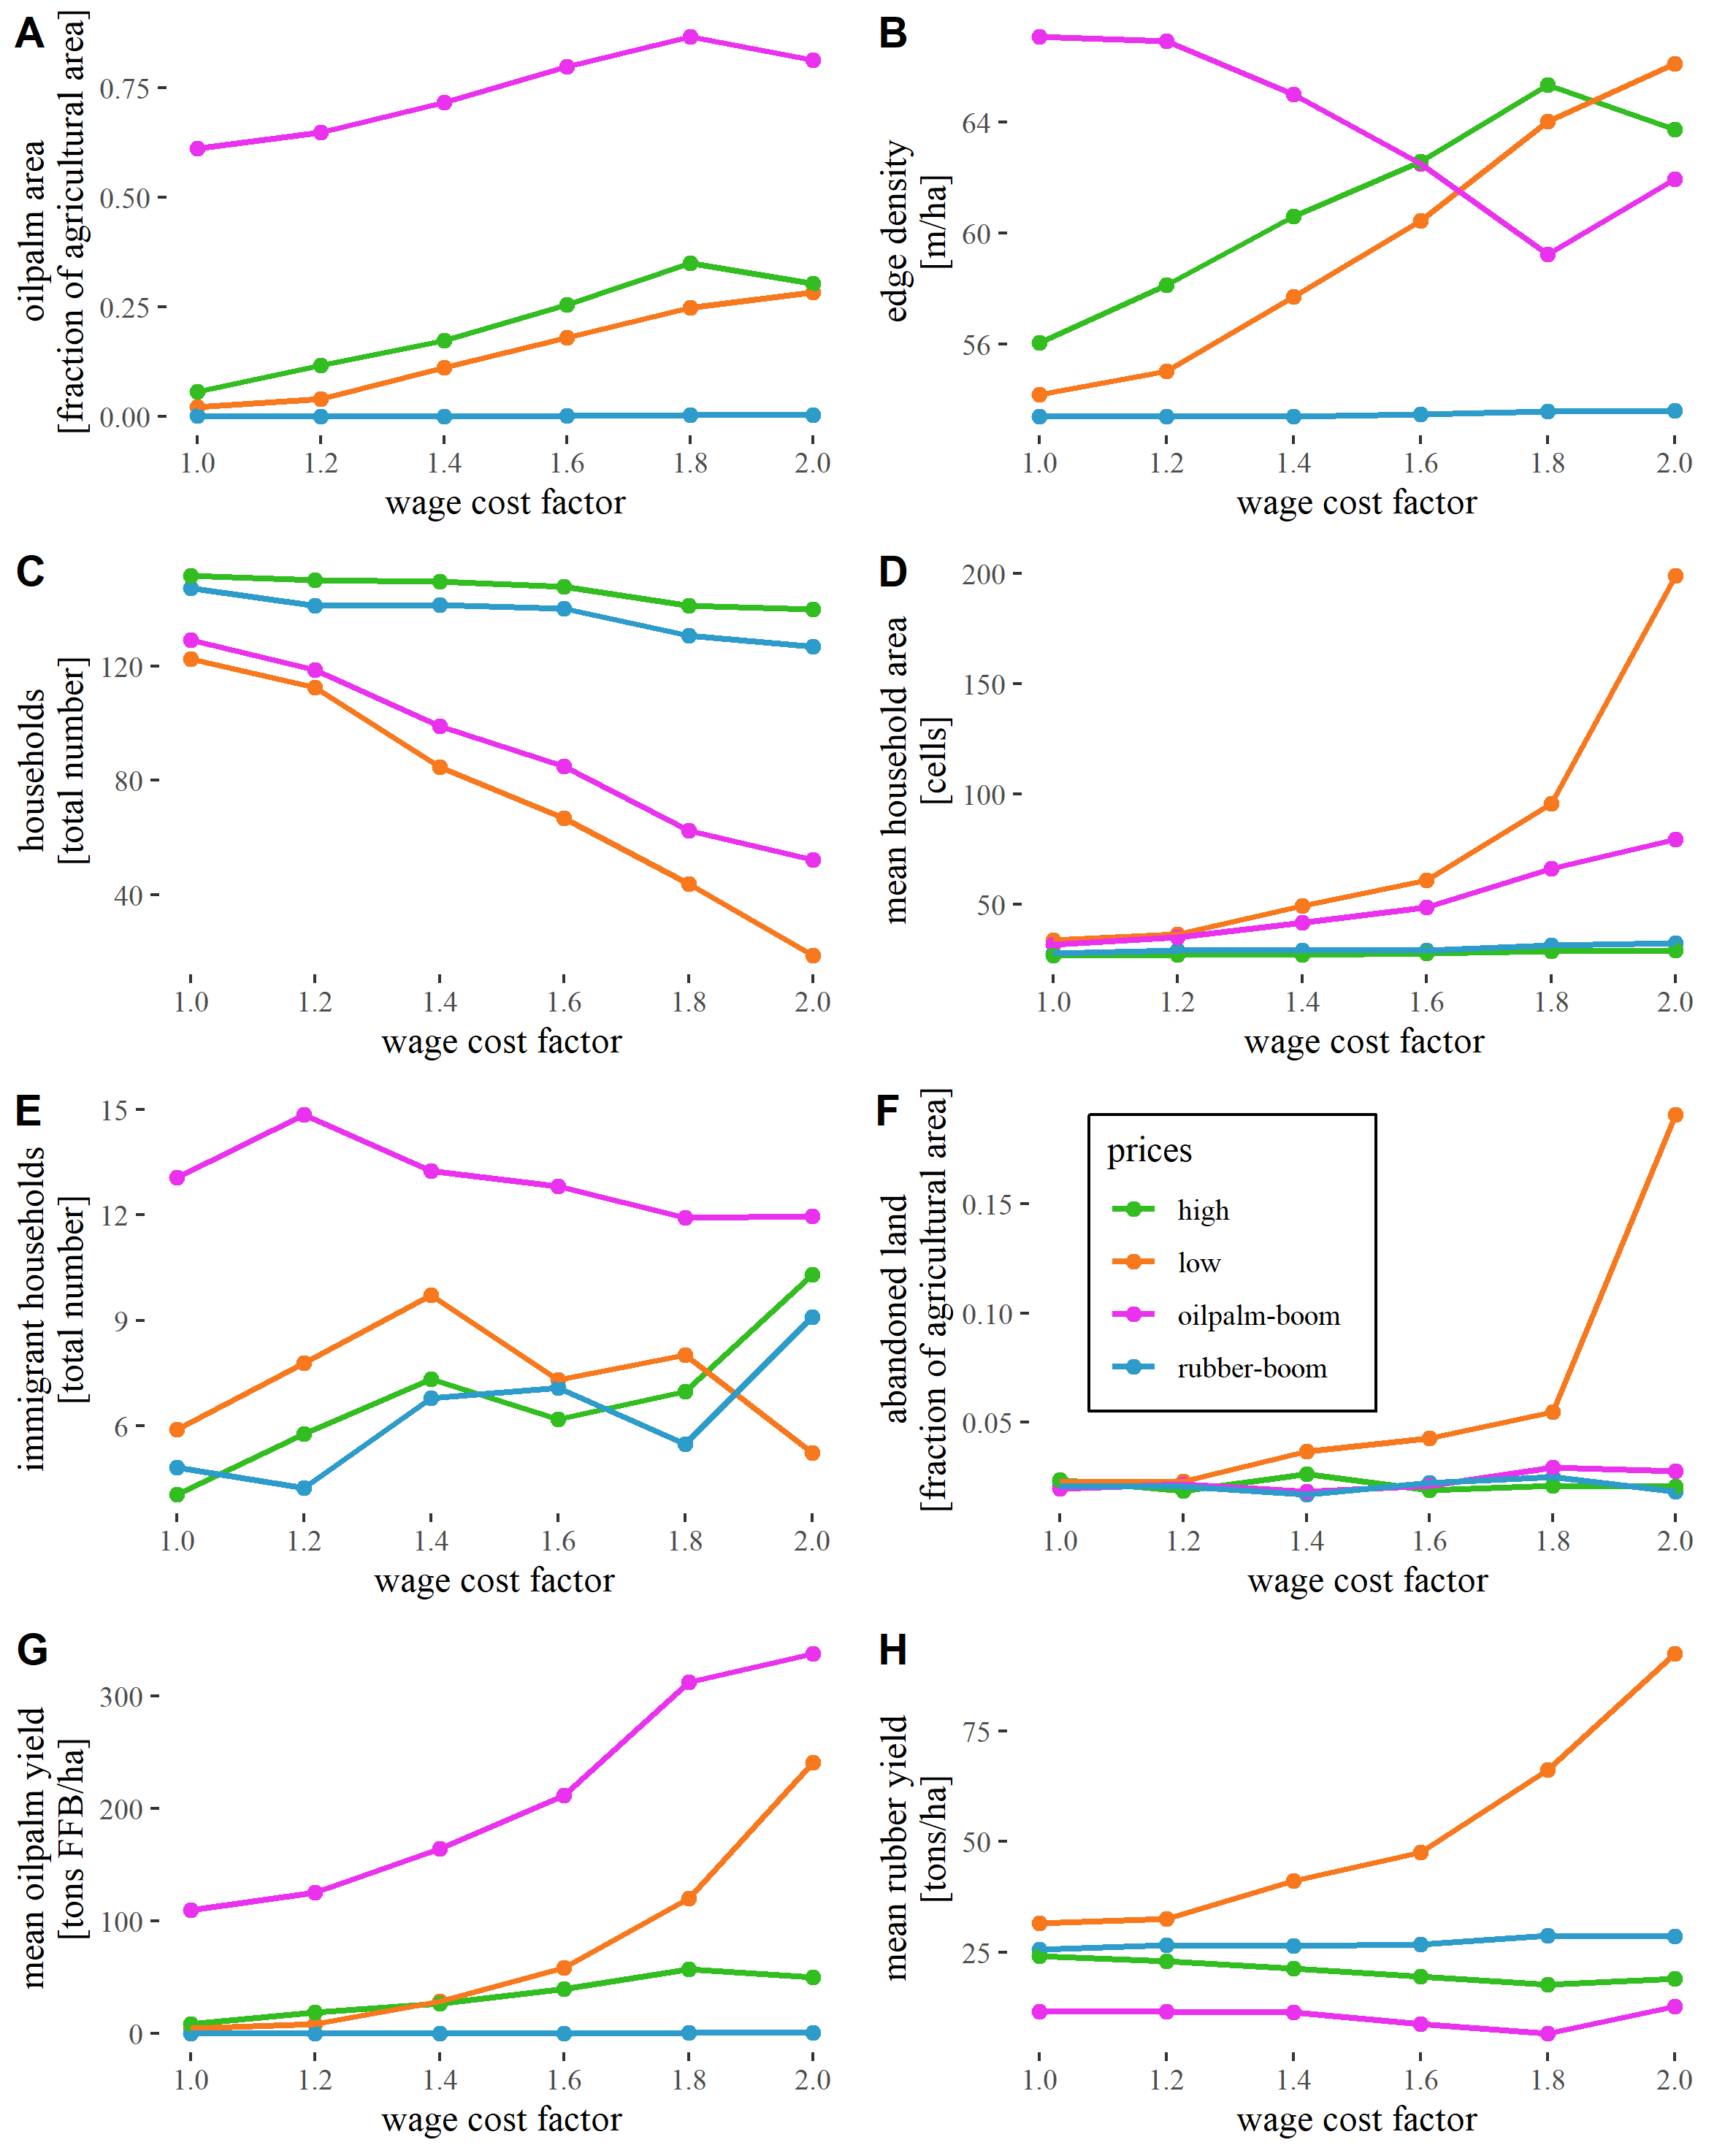 A
oilpalm area
[fraction of agricultural area]
0.75
0.50
0.25
0.00
1.0 1.2 1.4 1.6 1.8 2.0
wage cost factor
B
edge density
[m/ha]
64
60
56
1.0 1.2 1.4 1.6 1.8 2.0
wage cost factor
C
households
[total number]
120
80
40
1.0 1.2 1.4 1.6 1.8 2.0
wage cost factor
D
mean household area
[cells]
200
150
100
50
1.0 1.2 1.4 1.6 1.8 2.0
wage cost factor
E
immigrant households
[total number]
15
12
9
6
1.0 1.2 1.4 1.6 1.8 2.0
wage cost factor
F
abandoned land
[fraction of agricultural area]
0.15
0.10
0.05
prices
high
low
oilpalm-boom
rubber-boom
1.0 1.2 1.4 1.6 1.8 2.0
wage cost factor
G
mean oilpalm yield
[tons FFB/ha]
300
200
100
0
1.0 1.2 1.4 1.6 1.8 2.0
wage cost factor
H
mean rubber yield
[tons/ha]
75
50
25
1.0 1.2 1.4 1.6 1.8 2.0
wage cost factor